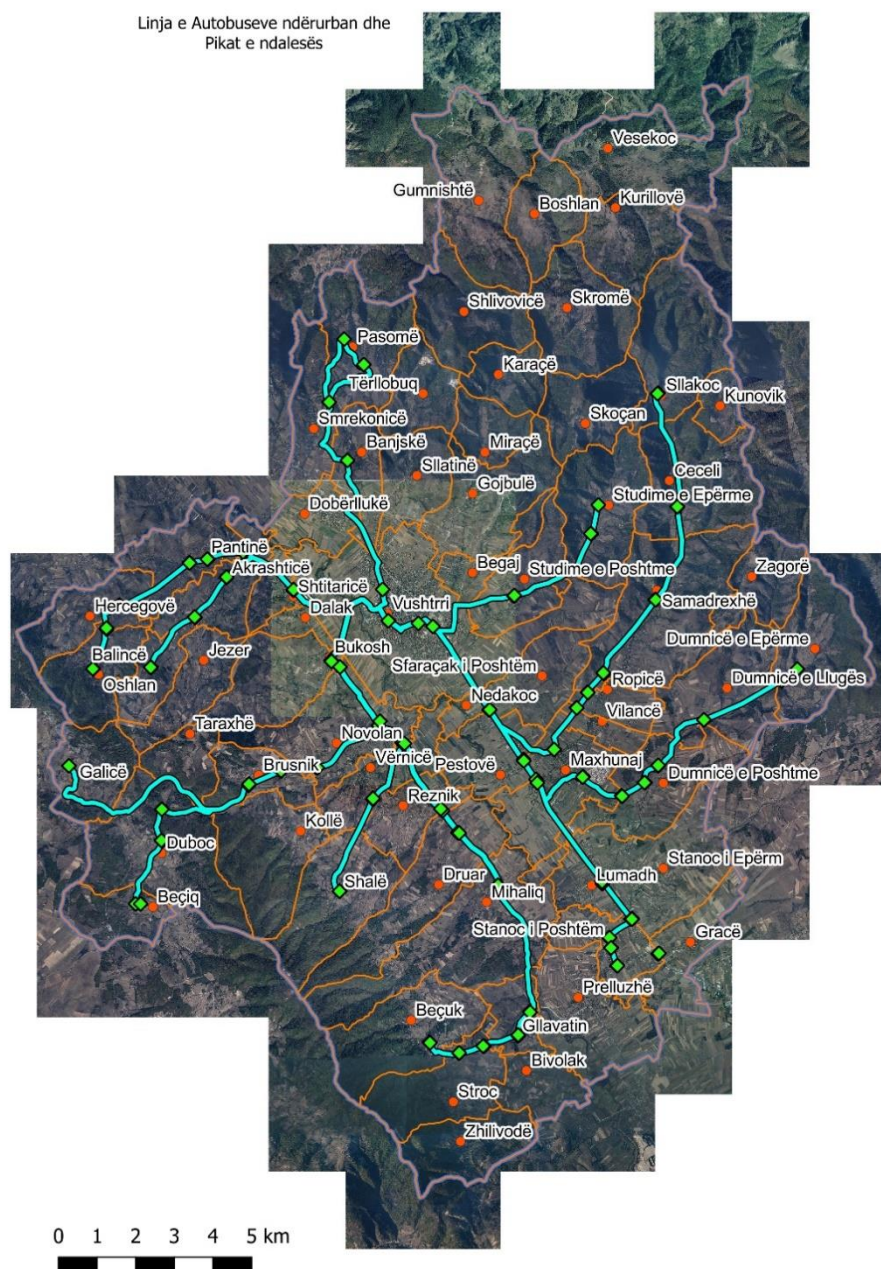 Linja e Autobuseve ndërurban dhe
Pikat e ndalesës
Vesekoc
Gumnishtë
Boshlan
Kurillovë
Shlivovicë
Skromë
Pasomë
Karaçë
Tërllobuq
Sllakoc
Kunovik
Smrekonicë
Skoçan
Banjskë
Miraçë
Sllatinë
Ceceli
Gojbulë
Studime e Epërme
Dobërllukë
Pantinë
Akrashticë
Begaj
Studime e Poshtme
Zagorë
Shtitaricë
Hercegovë
Dalak
Vushtrri
Samadrexhë
Dumnicë e Epërme
Balincë
Jezer
Bukosh
Sfaraçak i Poshtëm
Oshlan
Ropicë
Dumnicë e Llugës
Nedakoc
Vilancë
Taraxhë
Novolan
Galicë
Brusnik
Vërnicë
Pestovë
Maxhunaj
Dumnicë e Poshtme
Reznik
Kollë
Duboc
Stanoc i Epërm
Shalë
Druar
Lumadh
Beçiq
Mihaliq
Stanoc i Poshtëm
Gracë
Prelluzhë
Beçuk
Gllavatin
Bivolak
Stroc
Zhilivodë
0 1 2 3 4 5 km